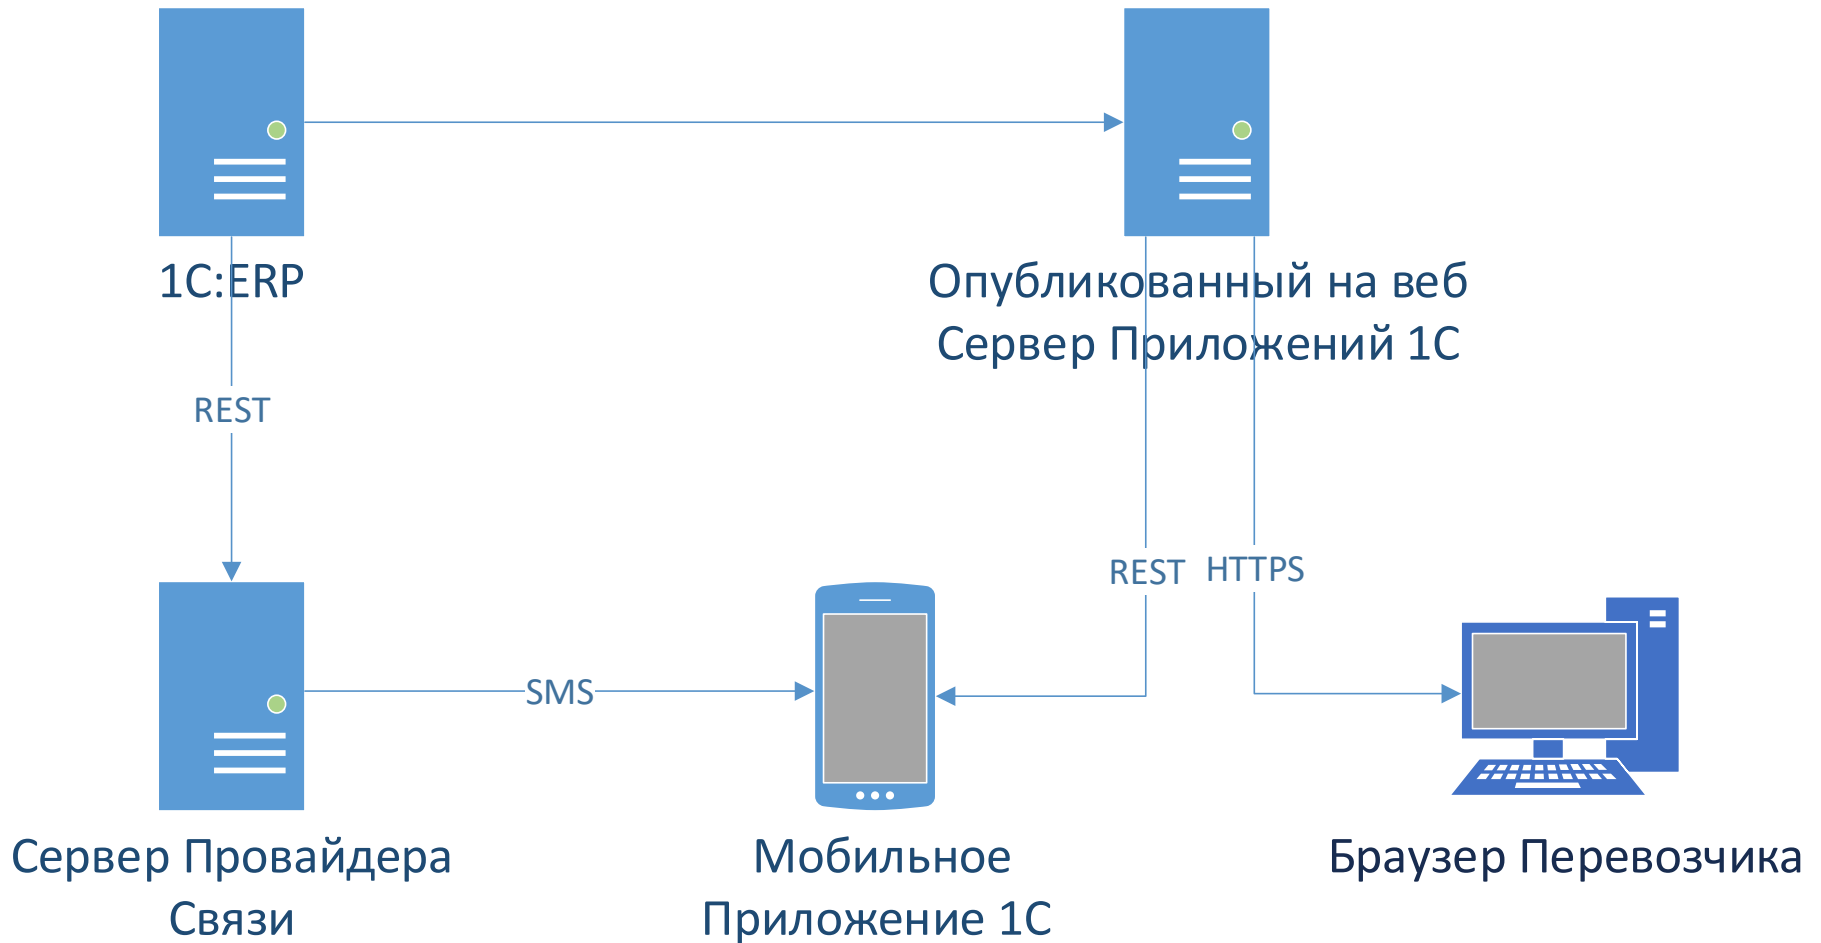 1С:ERP
Опубликованный на веб
Сервер Приложений 1С
REST
REST
HTTPS
SMS
Сервер Провайдера
Связи
Мобильное
Приложение 1С
Браузер Перевозчика